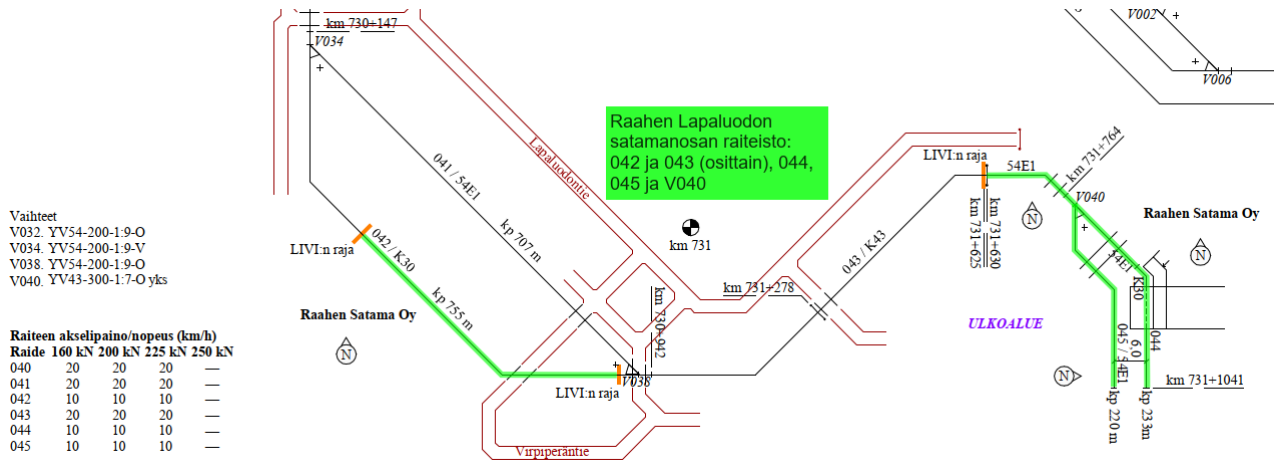 km 730+147
V034
V002
V006
Lapaluodontie
Raahen Lapaluodon
satamanosan raiteisto:
042 ja 043 (osittain), 044,
045 ja V040
LIVI:n raja
54E1
km 731+764
V040
Raahen Satama Oy
N
N
041 / 54E1
kp 707 m
km 731
km 731+625
km 731+630
Vaihteet
V032. YV54-200-1:9-O
V034. YV54-200-1:9-V
V038. YV54-200-1:9-O
V040. YV43-300-1:7-O yks
LIVI:n raja
042 / K30
kp 755 m
043 / K43
km 731+278
km 730+942
54E1
K30
Raahen Satama Oy
N
ULKOALUE
044
6,0
045 / 54E1
N
km 731+1041
kp 220 m
kp 233m
V038
LIVI:n raja
Virpiperäntie
Raiteen akselipaino/nopeus (km/h)
Raide 160 kN 200 kN 225 kN 250 kN
040 20 20 20 —
041 20 20 20 —
042 10 10 10 —
043 20 20 20 —
044 10 10 10 —
045 10 10 10 —